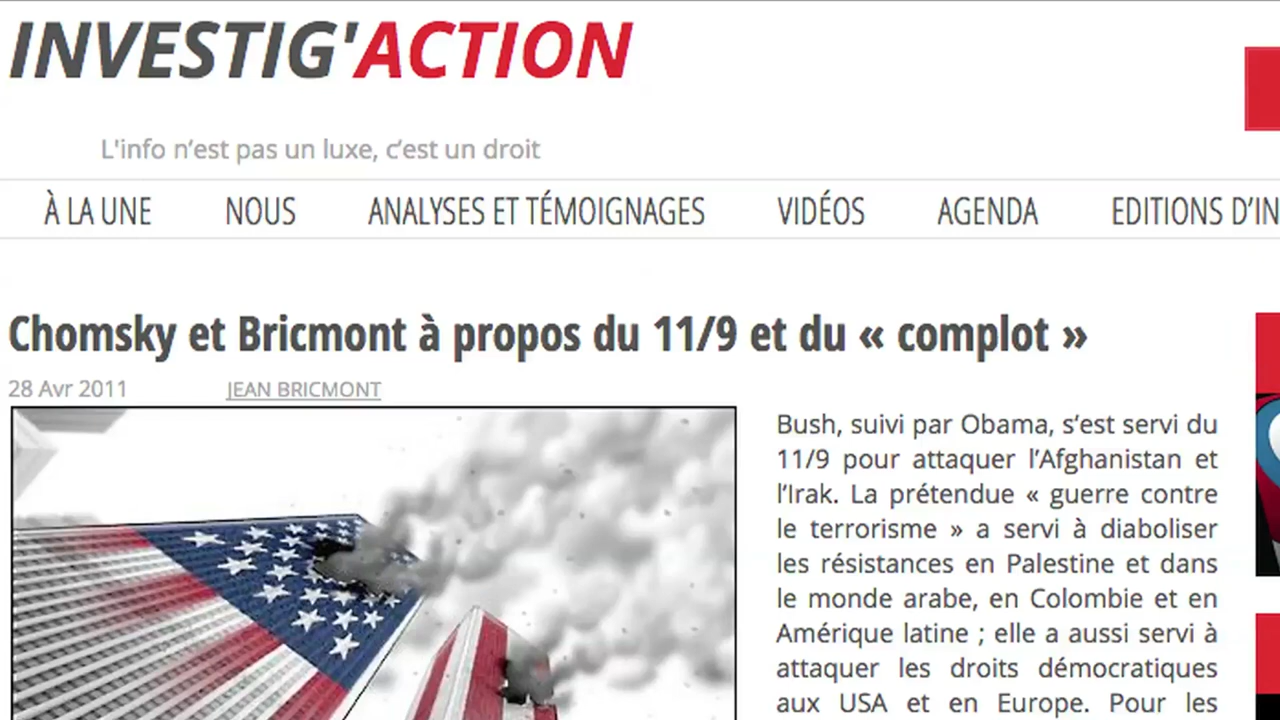 INVESTIG'ACTION
L'info n’est pas un luxe, c’est un droit
À LA UNE NOUS ANALYSES ET TÉMOIGNAGES VIDÉOS AGENDA EDITIONS D’IN
Chomsky et Bricmont à propos du 11/9 et du « complot »
28 Avr 2011 JEAN BRICMONT
Bush, suivi par Obama, s’est servi du
11/9 pour attaquer l’Afghanistan et
l’Irak. La prétendue « guerre contre
le terrorisme » a servi à diaboliser
les résistances en Palestine et dans
le monde arabe, en Colombie et en
Amérique latine ; elle a aussi servi à
attaquer les droits démocratiques
aux USA et en Europe. Pour les